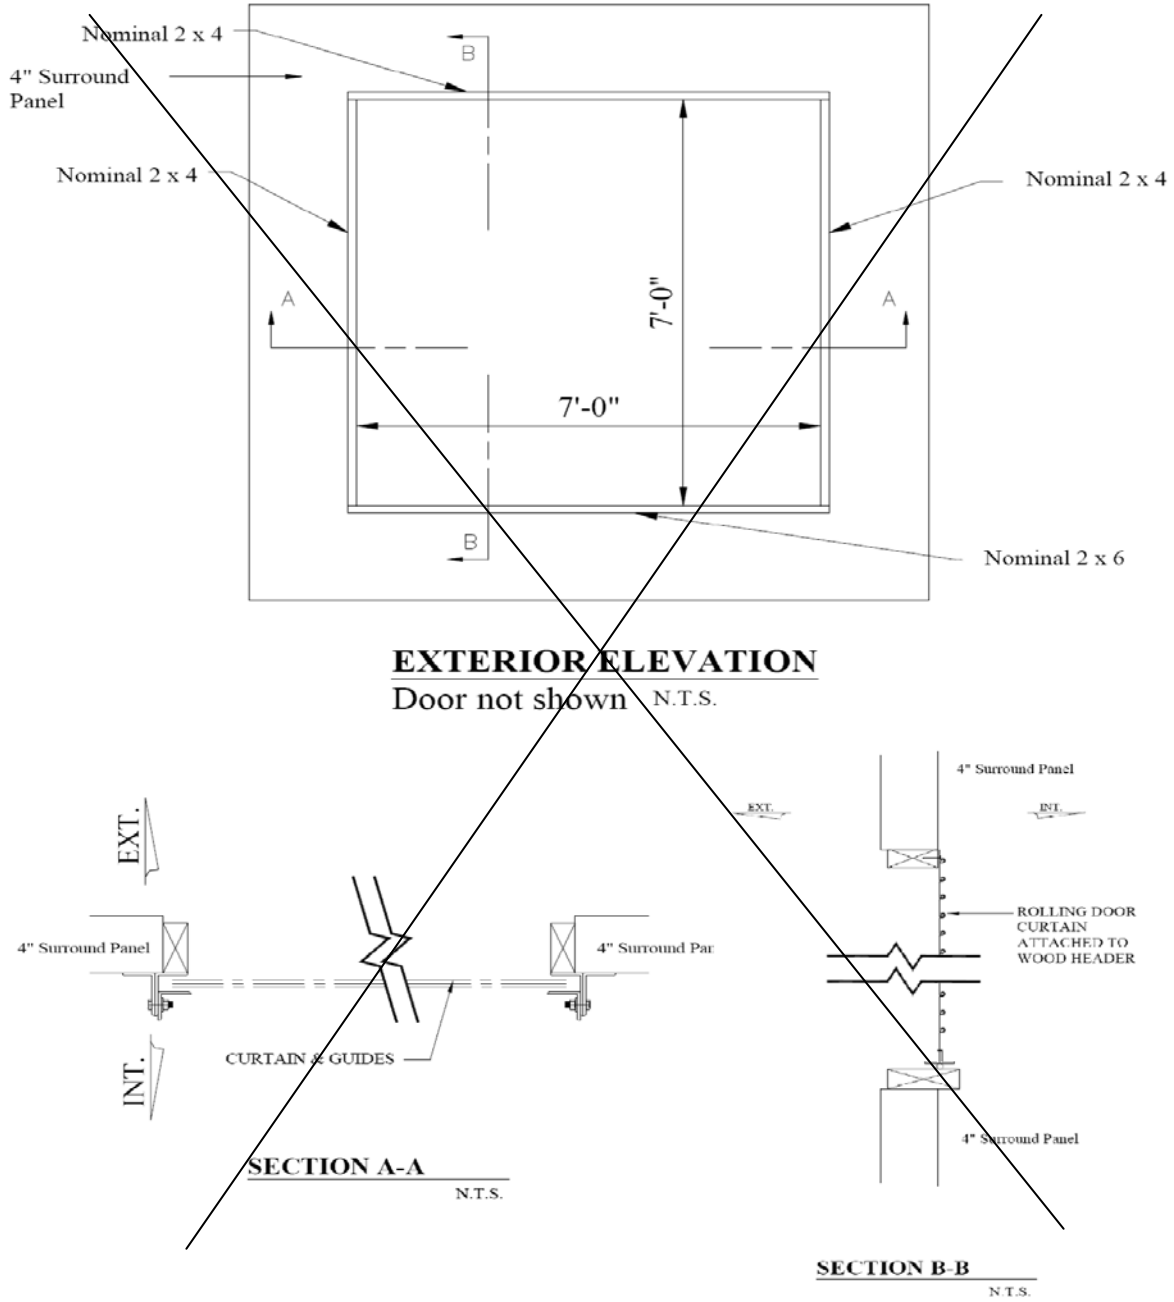 Nominal 2 x 4
B
4" Surround
Panel
Nominal 2 x 4
Nominal 2 x 4
A
A
7'-0"
7'-0"
B
Nominal 2 x 6
EXTERIOR ELEVATION
Door not shown N.T.S.
4" Surround Panel
EXT.
INT.
EXT.
ROLLING DOOR
CURTAIN
ATTACHED TO
WOOD HEADER
4" Surround Panel
4" Surround Par
CURTAIN & GUIDES
INT.
4" Surround Panel
SECTION A-A
N.T.S.
SECTION B-B
N.T.S.